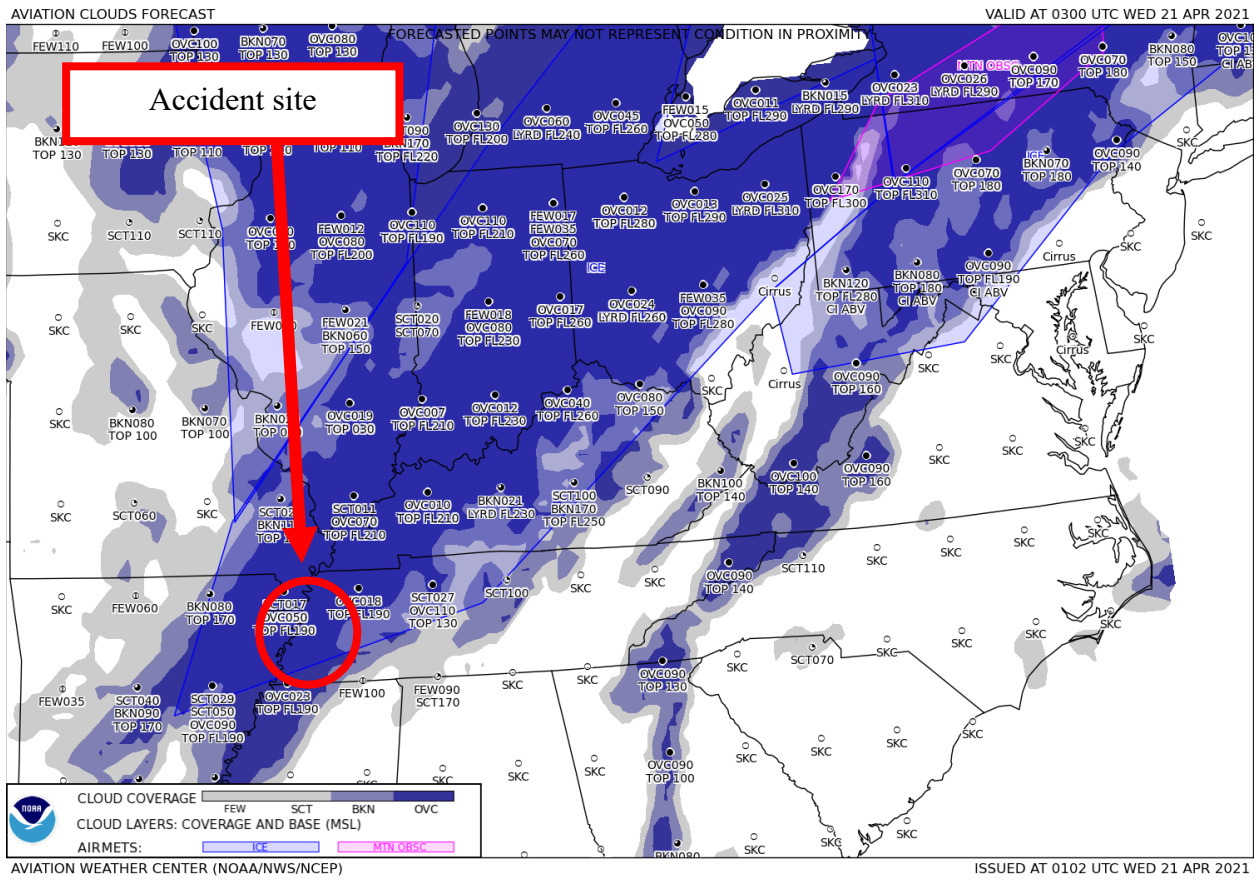 AVIATION CLOUDS FORECAST
VALID AT 0300 UTC WED 21 APR 2021
FORECASTED POINTS MAY NOT REPRESENT CONDITION IN PROXIMITY
FEW110
FEW100
OVC100
TOP 130
BKN070
TOP 130
OVC080
TOP 130
Accident site
TOP 130
TOP 130
TOP 110
TOP 110
BKN170
TOP FL220
OVC130
TOP FL200
OVC060
LYRD FL240
OVC045
TOP FL260
FEW015
OVC050
TOP FL280
OVC011
TOP FL290
BKN015
LYRD FL290
OVC023
LYRD FL310
MTN OBSC
OVC026
LYRD FL290
OVC090
TOP 170
OVC070
TOP 180
BKN080
TOP 150
SKC
SCT110
SCT110
FEW012
OVC080
TOP FL200
OVC110
TOP FL190
OVC110
TOP FL210
FEW017
FEW035
OVC070
TOP FL260
OVC012
TOP FL280
OVC013
TOP FL290
OVC025
LYRD FL310
OVC170
TOP FL300
OVC110
TOP FL310
OVC070
TOP 180
ICE
BKN070
TOP 180
OVC090
TOP 140
SKC
ICE
SKC
SKC
SKC
FEW021
BKN060
TOP 150
SCT020
SCT070
FEW018
OVC080
TOP FL230
OVC017
TOP FL260
OVC024
LYRD FL260
FEW035
OVC090
TOP FL280
Cirrus
BKN120
TOP FL280
CI ABV
BKN080
TOP 180
CI ABV
OVC090
TOP FL190
CI ABV
Cirrus
SKC
SKC
SKC
BKN080
TOP 100
BKN070
TOP 100
OVC019
TOP 030
OVC007
TOP FL210
OVC012
TOP FL230
OVC040
TOP FL260
OVC080
TOP 150
SKC
Cirrus
OVC090
TOP 160
SKC
SKC
Cirrus
SKC
SKC
SCT060
SKC
SCT011
OVC070
TOP FL210
OVC010
TOP FL210
BKN021
LYRD FL230
SCT100
BKN170
TOP FL250
SCT090
BKN100
TOP 140
OVC100
TOP 140
OVC090
TOP 160
SKC
SKC
SKC
SKC
FEW060
BKN080
TOP 170
SCT017
OVC050
TOP FL190
OVC018
TOP FL190
SCT027
OVC110
TOP 130
SCT100
SKC
SKC
OVC090
TOP 140
SCT110
SKC
SKC
SKC
SKC
FEW035
SCT040
BKN090
TOP 170
SCT029
SCT050
OVC090
TOP FL190
OVC023
TOP FL190
FEW100
FEW090
SCT170
SKC
SKC
OVC090
TOP 130
SKC
SCT070
SKC
SKC
SKC
SKC
SKC
SKC
SKC
OVC090
TOP 100
SKC
SKC
SKC
SKC
BKN080
SKC
SKC
SKC
NOAA
CLOUD COVERAGE
FEW SCT BKN OVC
CLOUD LAYERS: COVERAGE AND BASE (MSL)
AIRMETS: ICE MTN OBSC
AVIATION WEATHER CENTER (NOAA/NWS/NCEP)
ISSUED AT 0102 UTC WED 21 APR 2021